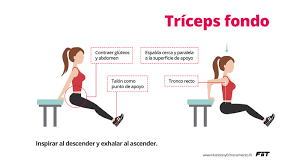 Tríceps fondo
Contraer glúteos
y abdomen
Espalda cerca y paralela
a la superficie de apoyo
Talón como
punto de apoyo
Tronco recto
Inspirar al descender y exhalar al ascender.